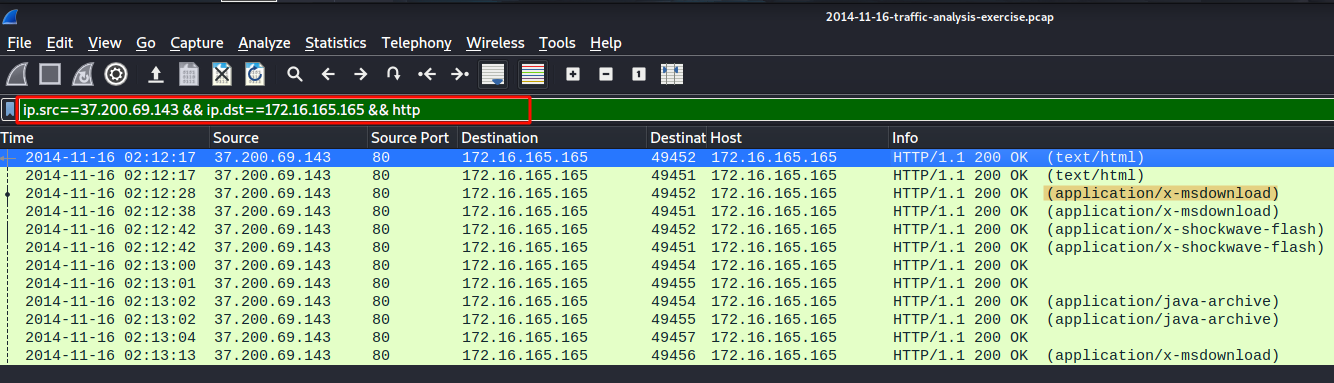 2014-11-16-traffic-analysis-exercise.pcap
File Edit View Go Capture Analyze Statistics Telephony Wireless Tools Help
ip.src==37.200.69.143 && ip.dst==172.16.165.165 && http
Time Source Source Port Destination Destinat Host Info
2014-11-16 02:12:17 37.200.69.143 80 172.16.165.165 49452 172.16.165.165 HTTP/1.1 200 OK (text/html)
2014-11-16 02:12:17 37.200.69.143 80 172.16.165.165 49451 172.16.165.165 HTTP/1.1 200 OK (text/html)
2014-11-16 02:12:28 37.200.69.143 80 172.16.165.165 49452 172.16.165.165 HTTP/1.1 200 OK (application/x-msdownload)
2014-11-16 02:12:38 37.200.69.143 80 172.16.165.165 49451 172.16.165.165 HTTP/1.1 200 OK (application/x-msdownload)
2014-11-16 02:12:42 37.200.69.143 80 172.16.165.165 49452 172.16.165.165 HTTP/1.1 200 OK (application/x-shockwave-flash)
2014-11-16 02:12:42 37.200.69.143 80 172.16.165.165 49451 172.16.165.165 HTTP/1.1 200 OK (application/x-shockwave-flash)
2014-11-16 02:13:00 37.200.69.143 80 172.16.165.165 49454 172.16.165.165 HTTP/1.1 200 OK
2014-11-16 02:13:01 37.200.69.143 80 172.16.165.165 49455 172.16.165.165 HTTP/1.1 200 OK
2014-11-16 02:13:02 37.200.69.143 80 172.16.165.165 49454 172.16.165.165 HTTP/1.1 200 OK (application/java-archive)
2014-11-16 02:13:02 37.200.69.143 80 172.16.165.165 49455 172.16.165.165 HTTP/1.1 200 OK (application/java-archive)
2014-11-16 02:13:04 37.200.69.143 80 172.16.165.165 49457 172.16.165.165 HTTP/1.1 200 OK
2014-11-16 02:13:13 37.200.69.143 80 172.16.165.165 49456 172.16.165.165 HTTP/1.1 200 OK (application/x-msdownload)